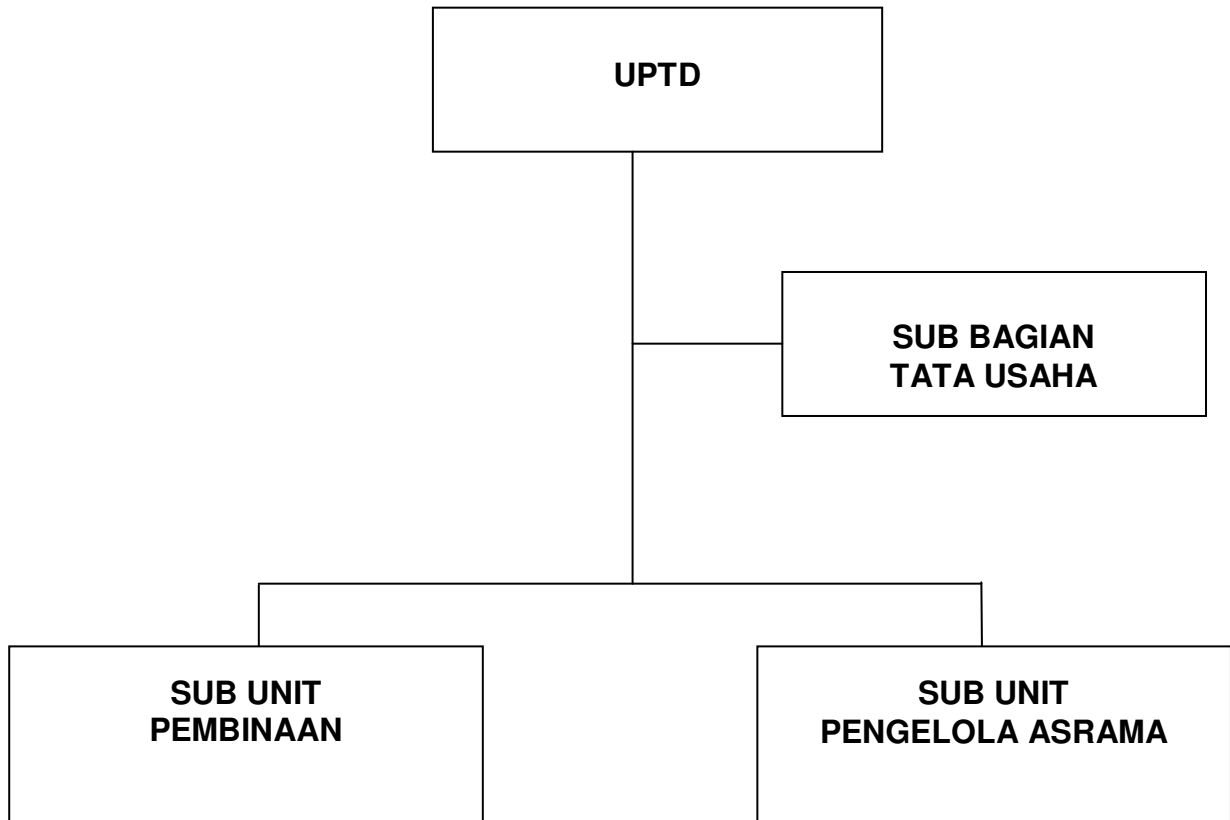 UPTD
SUB BAGIAN
TATA USAHA
SUB UNIT
PEMBINAAN
SUB UNIT
PENGELOLA ASRAMA